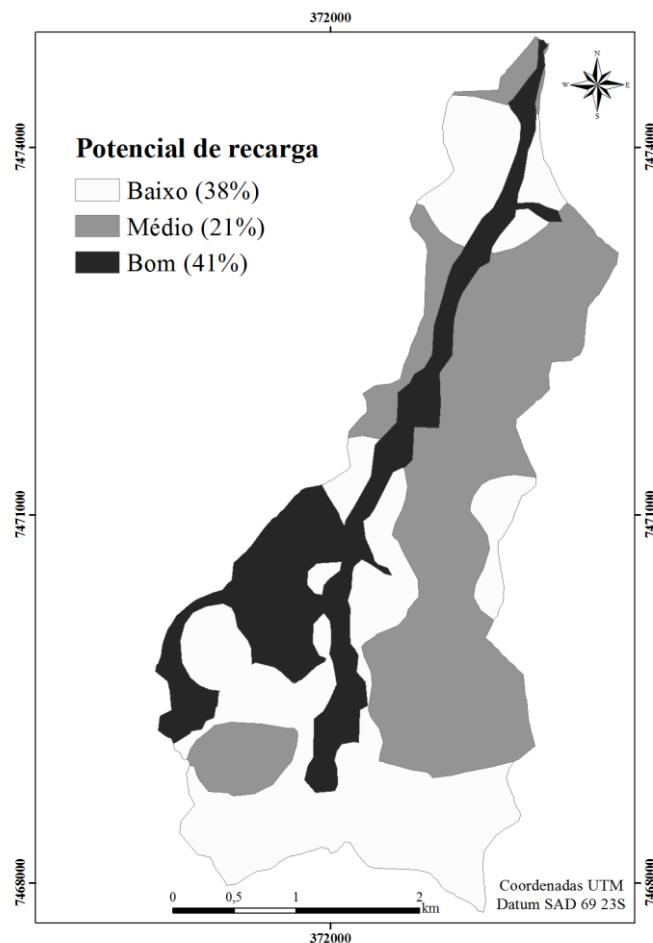 372000
N
W E
S
7474000
7474000
Potencial de recarga
Baixo (38%)
Médio (21%)
Bom (41%)
7471000
7471000
7468000
7468000
Coordenadas UTM
Datum SAD 69 23S
0 0,5 1 2
km
372000